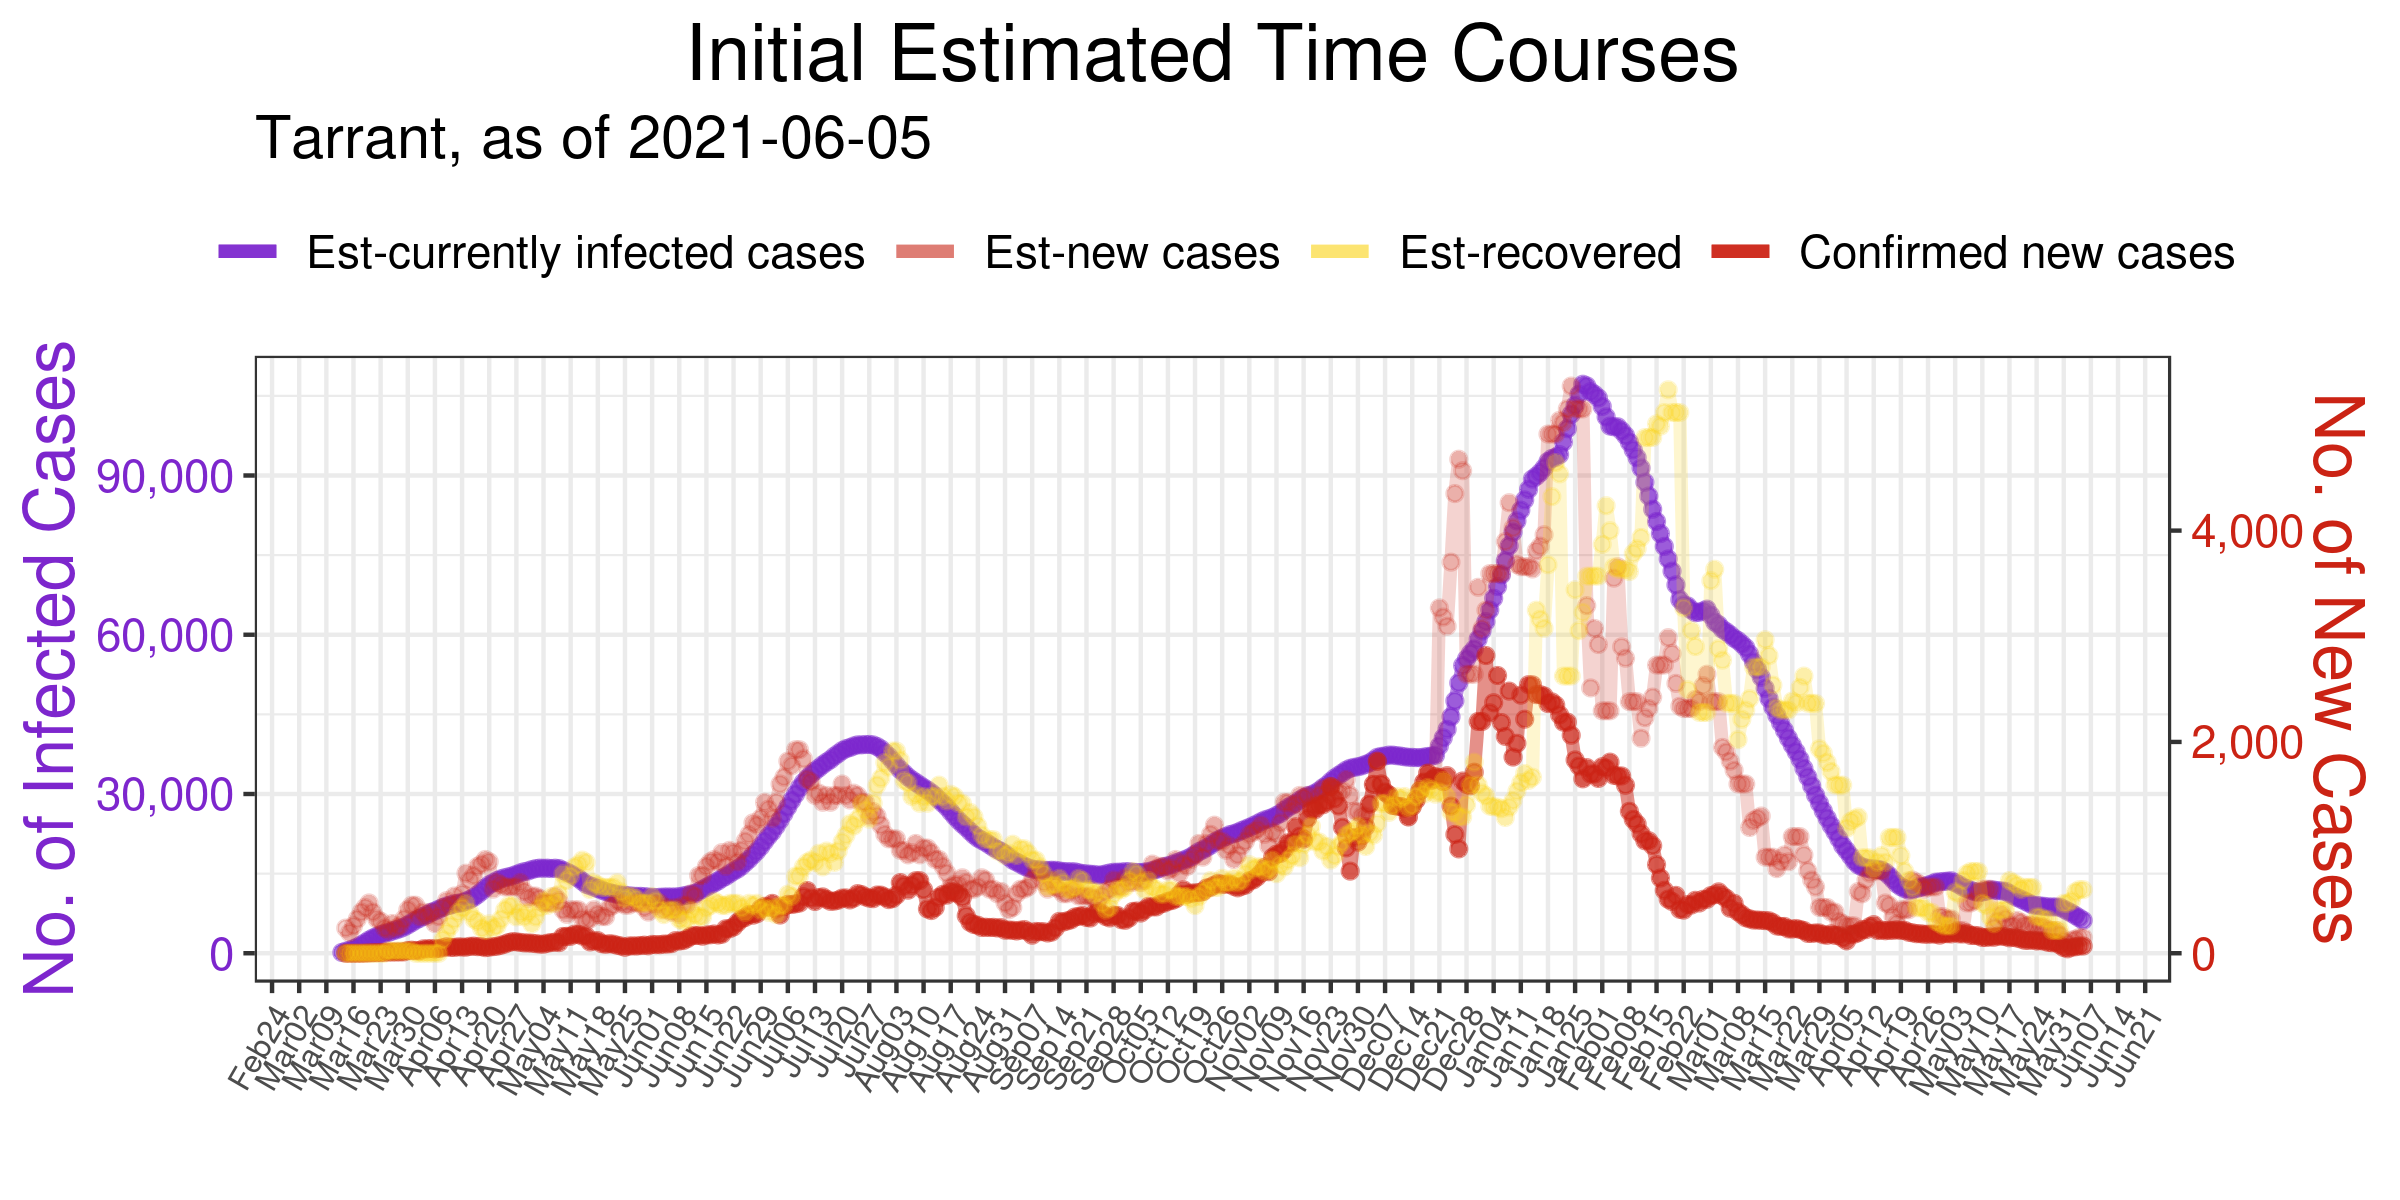 Initial Estimated Time Courses
Tarrant, as of 2021-06-05
Est-currently infected cases Est-new cases Est-recovered Confirmed new cases
No. of Infected Cases
90,000
60,000
30,000
0
4,000
2,000
0
No. of New Cases
Feb24 Mar02 Mar09 Mar16 Mar23 Mar30 Apr06 Apr13 Apr20 Apr27 May04 May11 May18 May25 Jun01 Jun08 Jun15 Jun22 Jun29 Jul06 Jul13 Jul20 Jul27 Aug03 Aug10 Aug17 Aug24 Aug31 Sep07 Sep14 Sep21 Sep28 Oct05 Oct12 Oct19 Oct26 Nov02 Nov09 Nov16 Nov23 Nov30 Dec07 Dec14 Dec21 Dec28 Jan04 Jan11 Jan18 Jan25 Feb01 Feb08 Feb15 Feb22 Mar01 Mar08 Mar15 Mar22 Mar29 Apr05 Apr12 Apr19 Apr26 May03 May10 May17 May24 May31 Jun07 Jun14 Jun21